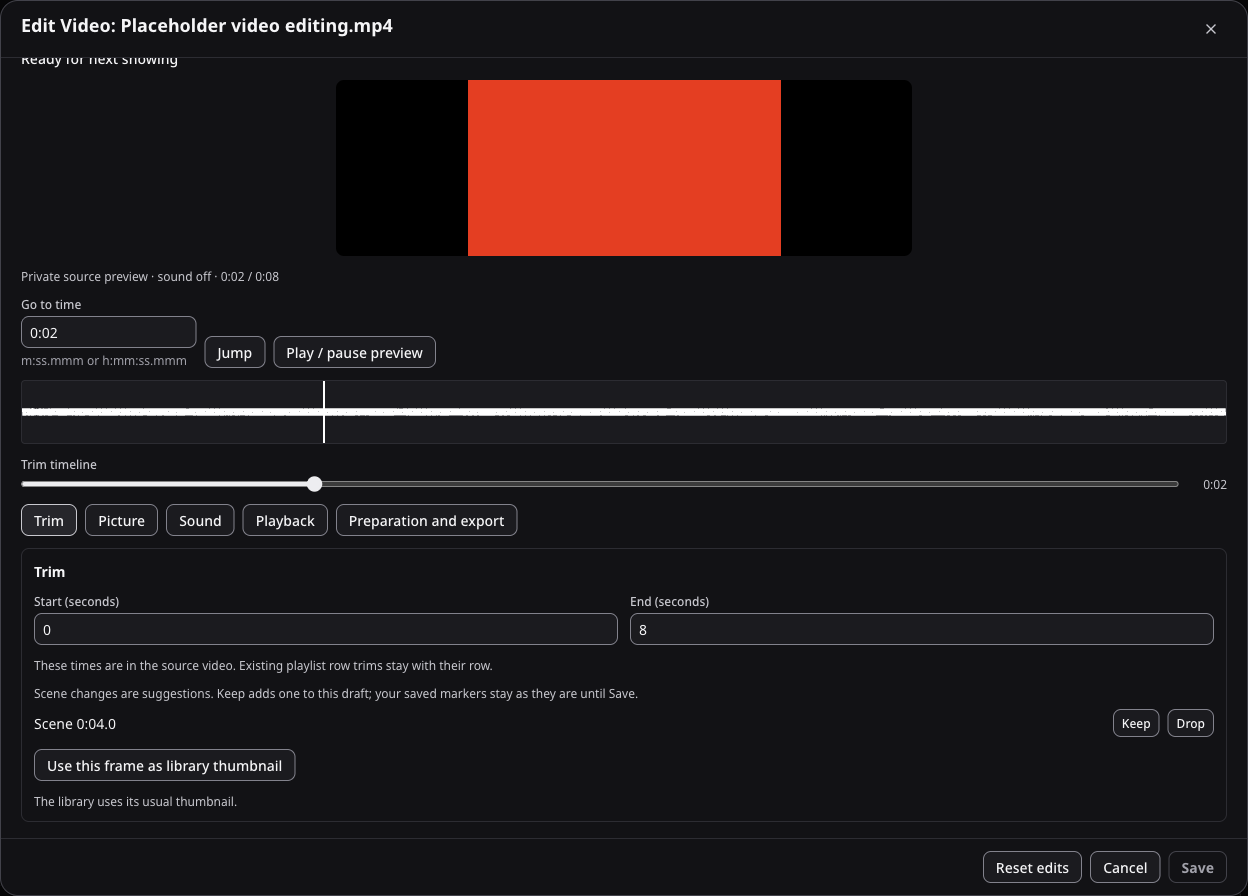 Edit Video: Placeholder video editing.mp4
Ready for next showing
Private source preview · sound off · 0:02 / 0:08
Go to time
0:02
m:ss.mmm or h:mm:ss.mmm
Jump
Play / pause preview
Trim timeline
0:02
Trim
Picture
Sound
Playback
Preparation and export
Trim
Start (seconds)
End (seconds)
0
8
These times are in the source video. Existing playlist row trims stay with their row.
Scene changes are suggestions. Keep adds one to this draft; your saved markers stay as they are until Save.
Scene 0:04.0
Keep
Drop
Use this frame as library thumbnail
The library uses its usual thumbnail.
Reset edits
Cancel
Save